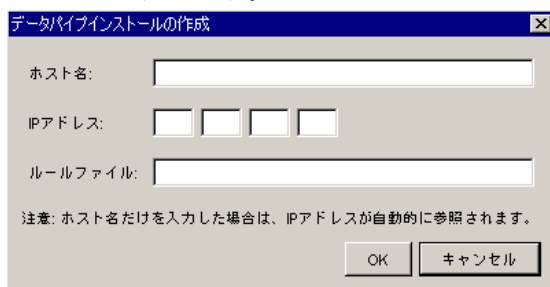 データパイプインストールの作成
ホスト名:
IPアドレス:
ルールファイル:
注意: ホスト名だけを入力した場合は、IPアドレスが自動的に参照されます。
OK キャンセル